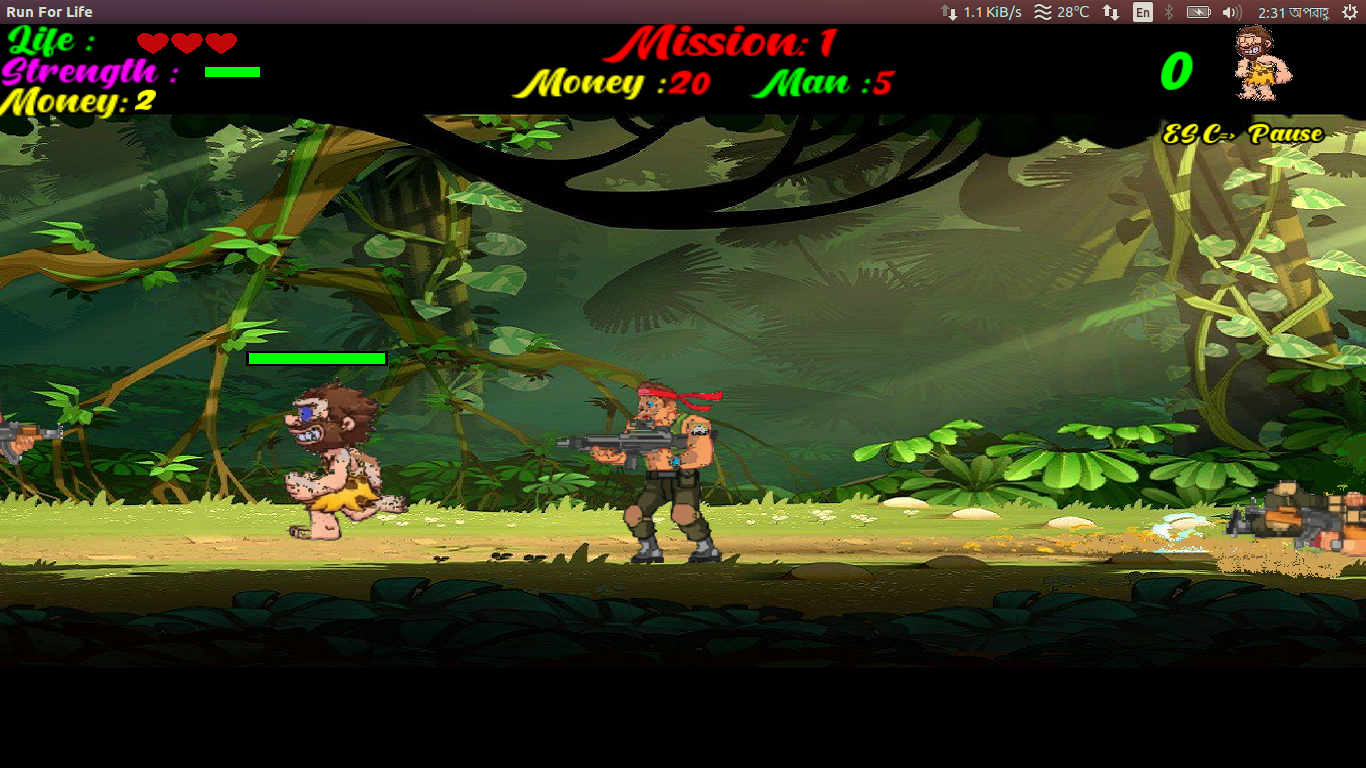 Run For Life
1.1 KiB/s 28°C En 2:31 অপরাহ্ণ
Life :
Mission: 1
Strength :
Money :20 Man :5
0
Money: 2
ESC=> Pause